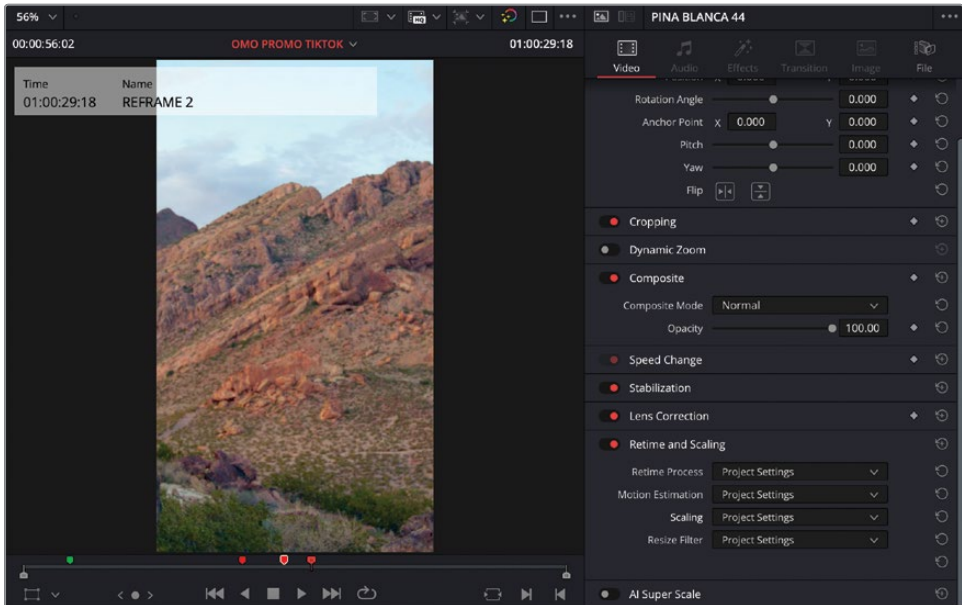 56%
HQ
PINA BLANCA 44
00:00:56:02
OMO PROMO TIKTOK
01:00:29:18
Video
Audio
Effects
Transition
Image
File
Time
Name
01:00:29:18
REFRAME 2
Rotation Angle 0.000
Anchor Point X 0.000 Y 0.000
Pitch 0.000
Yaw 0.000
Flip
Cropping
Dynamic Zoom
Composite
Composite Mode Normal
Opacity 100.00
Speed Change
Stabilization
Lens Correction
Retime and Scaling
Retime Process Project Settings
Motion Estimation Project Settings
Scaling Project Settings
Resize Filter Project Settings
AI Super Scale